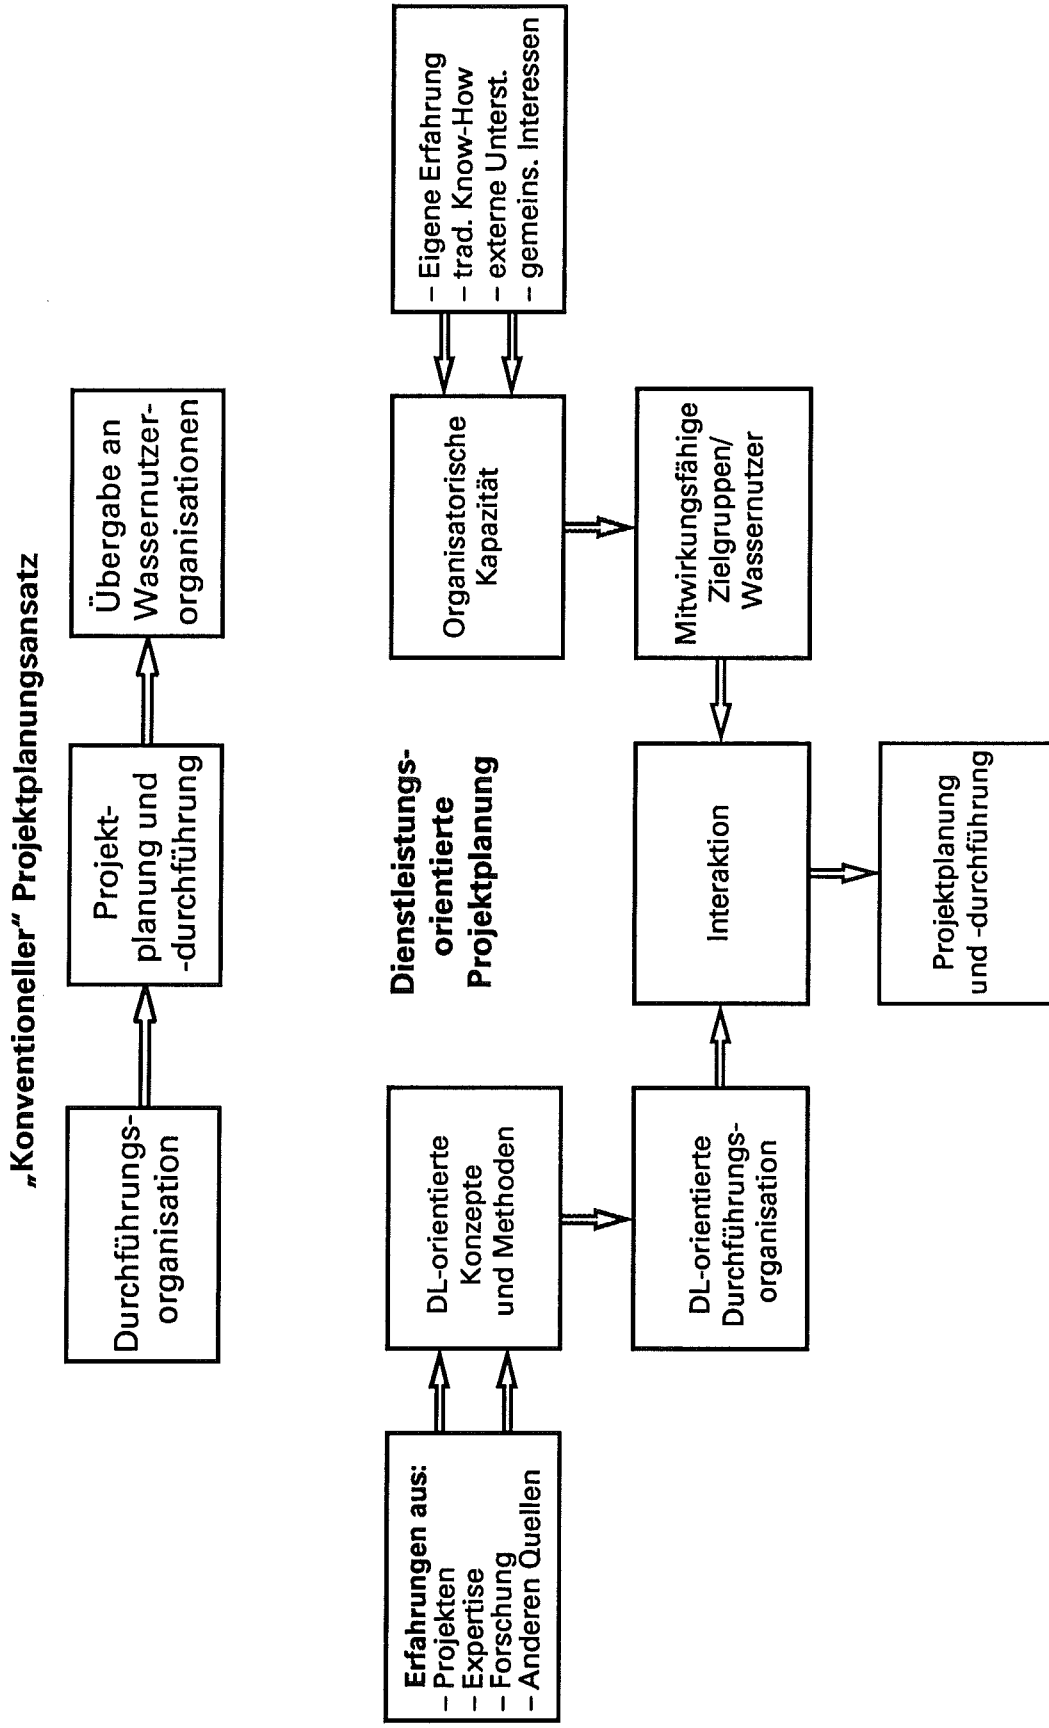 „Konventioneller“ Projektplanungsansatz
Durchführungs-
organisation
Projekt-
planung und
-durchführung
Übergabe an
Wassernutzer-
organisationen
Dienstleistungs-
orientierte
Projektplanung
Erfahrungen aus:
– Projekten
– Expertise
– Forschung
– Anderen Quellen
DL-orientierte
Konzepte
und Methoden
Organisatorische
Kapazität
– Eigene Erfahrung
– trad. Know-How
– externe Unterst.
– gemeins. Interessen
DL-orientierte
Durchführungs-
organisation
Interaktion
Mitwirkungsfähige
Zielgruppen/
Wassernutzer
Projektplanung
und -durchführung